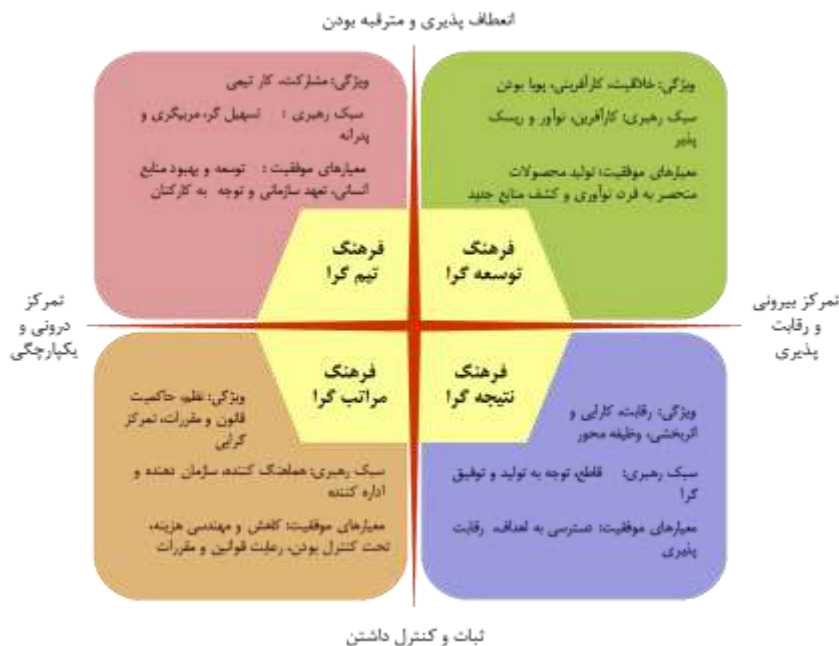 انعطاف پذیری و مترقبه بودن
ویژگی: خلاقیت، کارآفرینی، پویا بودن
سبک رهبری: کارآفرین، نوآور و ریسک
پذیر
معیارهای موفقیت: تولید محصولات
منحصر به فرد، نوآوری و کشف منابع جدید
ویژگی: مشارکت، کار تیمی
سبک رهبری : تسهیل گر، مربیگری و
پدرانه
معیارهای موفقیت : توسعه و بهبود منابع
انسانی، تعهد سازمانی و توجه به کارکنان
فرهنگ
توسعه گرا
فرهنگ
تیم گرا
تمرکز بیرونی
و رقابت
پذیری
تمرکز
درونی و
یکپارچگی
فرهنگ
نتیجه گرا
فرهنگ
مراتب گرا
ویژگی: رقابت، کارآیی و
اثربخشی، وظیفه محور
سبک رهبری: قاطع، توجه به تولید و توفیق
گرا
معیارهای موفقیت: دسترسی به اهداف، رقابت
پذیری
ویژگی: نظم، حاکمیت
قانون و مقررات، تمرکز
گرایی
سبک رهبری: هماهنگ کننده، سازمان دهنده و
اداره کننده
معیارهای موفقیت: کاهش و مهندسی هزینه،
تحت کنترل بودن، رعایت قوانین و مقررات
ثبات و کنترل داشتن